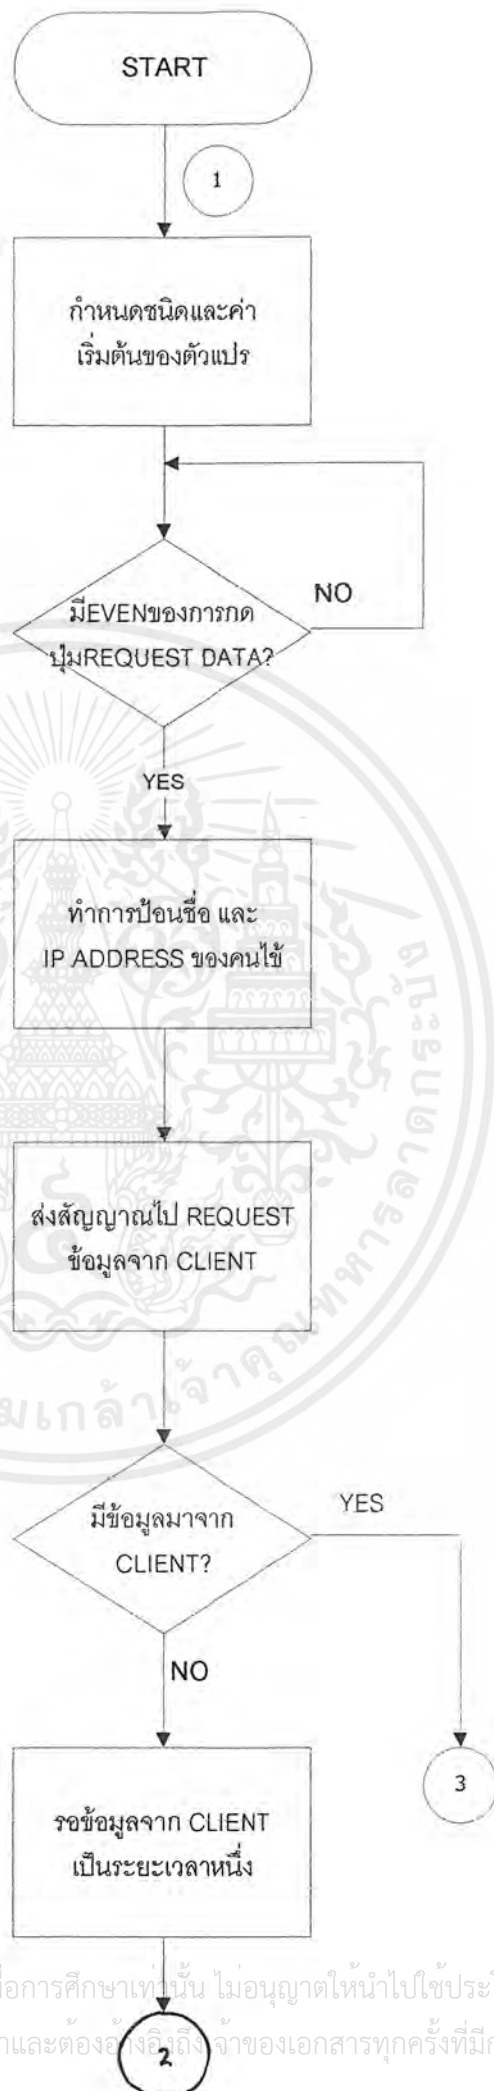 START
1
กำหนดชนิดและค่า
เริ่มต้นของตัวแปร
NO
มีEVENของการกด
ปุ่มREQUEST DATA?
YES
ทำการป้อนชื่อ และ
IP ADDRESS ของคนไข้
ส่งสัญญาณไป REQUEST
ข้อมูลจาก CLIENT
มีข้อมูลมาจาก
CLIENT?
YES
NO
3
รอข้อมูลจาก CLIENT
เป็นระยะเวลาหนึ่ง
2